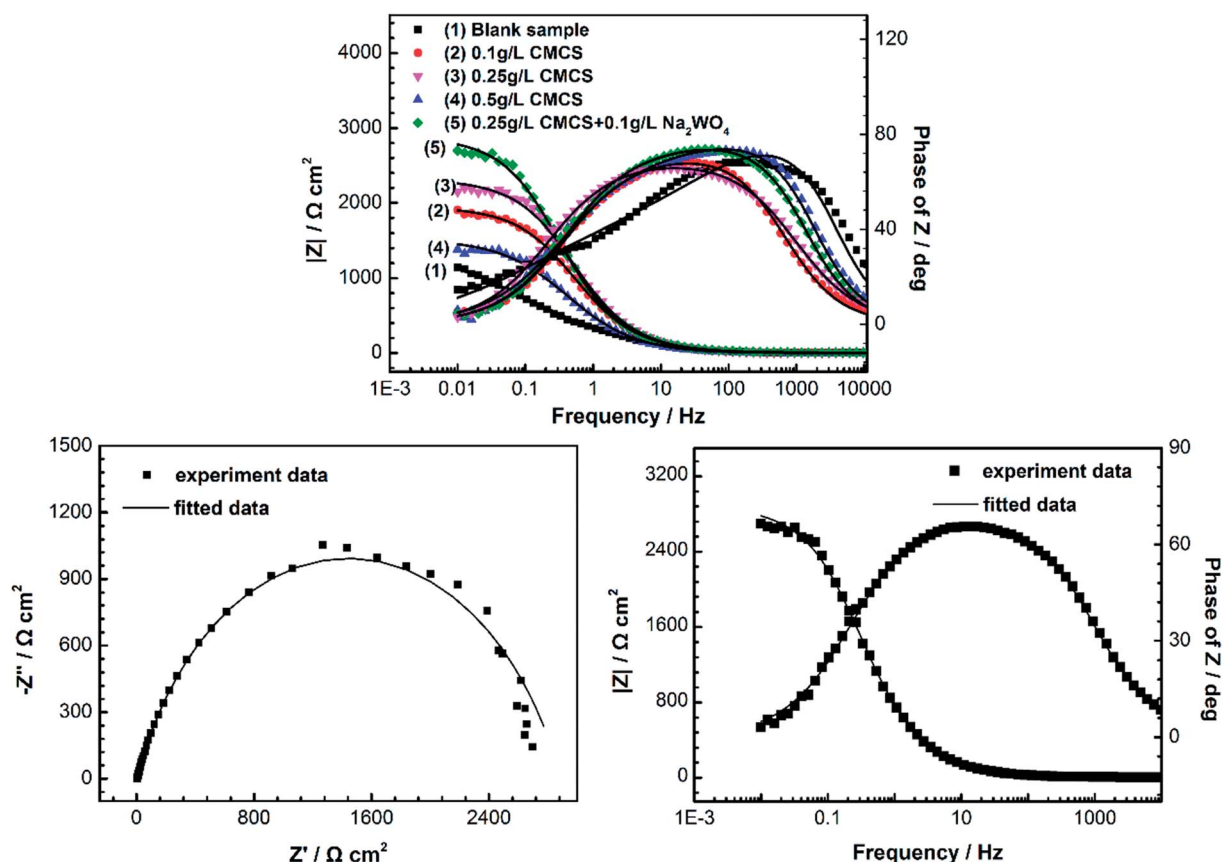 (1) Blank sample
(2) 0.1g/L CMCS
(3) 0.25g/L CMCS
(4) 0.5g/L CMCS
(5) 0.25g/L CMCS+0.1g/L Na₂WO₄
4000
3000
2000
1000
0
|Z| / Ω cm²
(5)
(3)
(2)
(4)
(1)
120
80
40
0
Phase of Z / deg
1E-3 0.01 0.1 1 10 100 1000 10000
Frequency / Hz
1500
1200
900
600
300
0
-Z'' / Ω cm²
experiment data
fitted data
0 800 1600 2400
Z' / Ω cm²
3200
2400
1600
800
0
|Z| / Ω cm²
experiment data
fitted data
90
60
30
0
Phase of Z / deg
1E-3 0.1 10 1000
Frequency / Hz